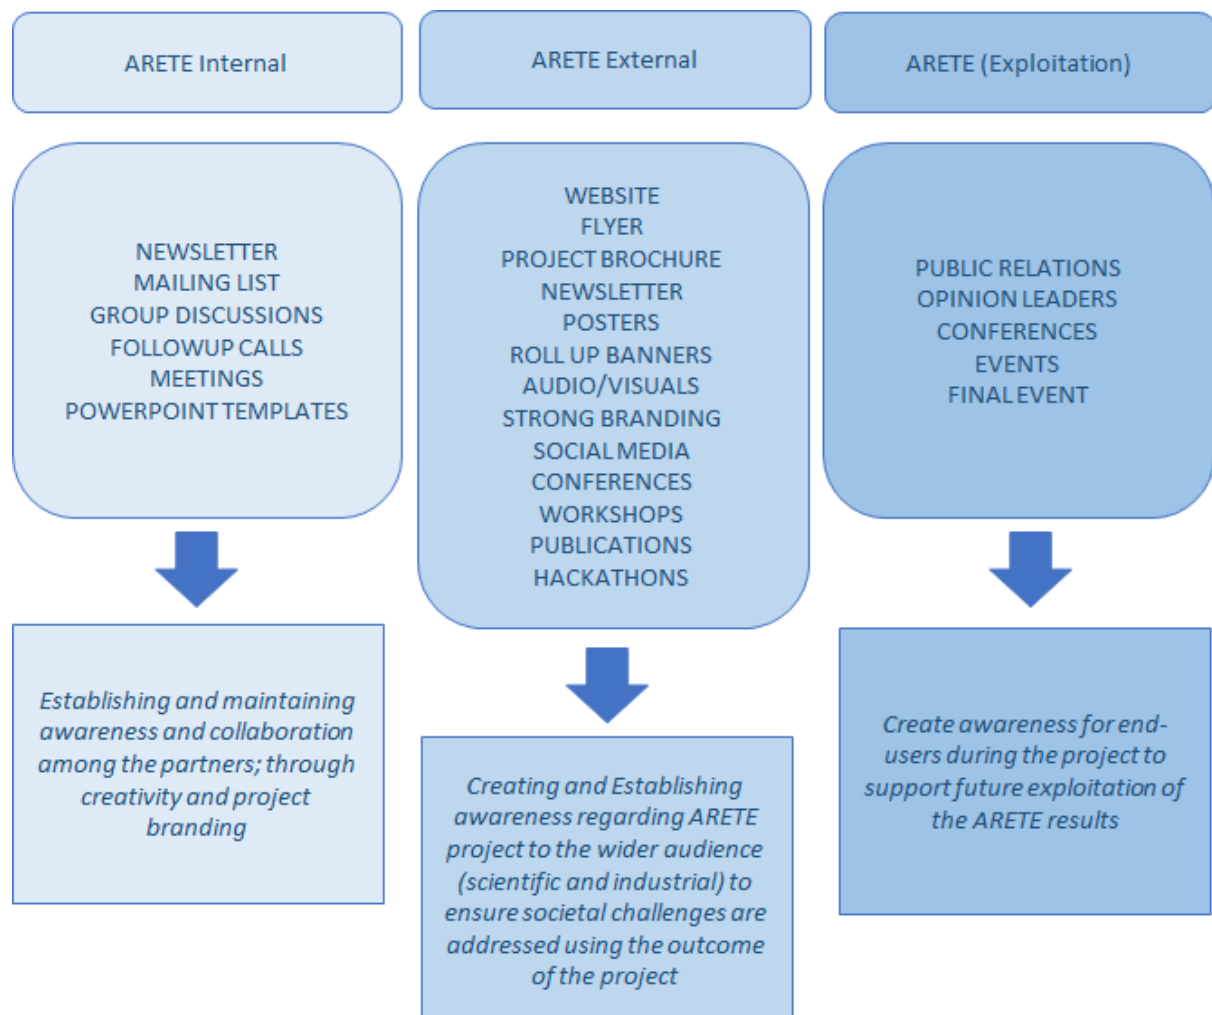 ARETE Internal
ARETE External
ARETE (Exploitation)
NEWSLETTER
MAILING LIST
GROUP DISCUSSIONS
FOLLOWUP CALLS
MEETINGS
POWERPOINT TEMPLATES
WEBSITE
FLYER
PROJECT BROCHURE
NEWSLETTER
POSTERS
ROLL UP BANNERS
AUDIO/VISUALS
STRONG BRANDING
SOCIAL MEDIA
CONFERENCES
WORKSHOPS
PUBLICATIONS
HACKATHONS
PUBLIC RELATIONS
OPINION LEADERS
CONFERENCES
EVENTS
FINAL EVENT
Establishing and maintaining
awareness and collaboration
among the partners; through
creativity and project
branding
Creating and Establishing
awareness regarding ARETE
project to the wider audience
(scientific and industrial) to
ensure societal challenges are
addressed using the outcome
of the project
Create awareness for end-
users during the project to
support future exploitation of
the ARETE results